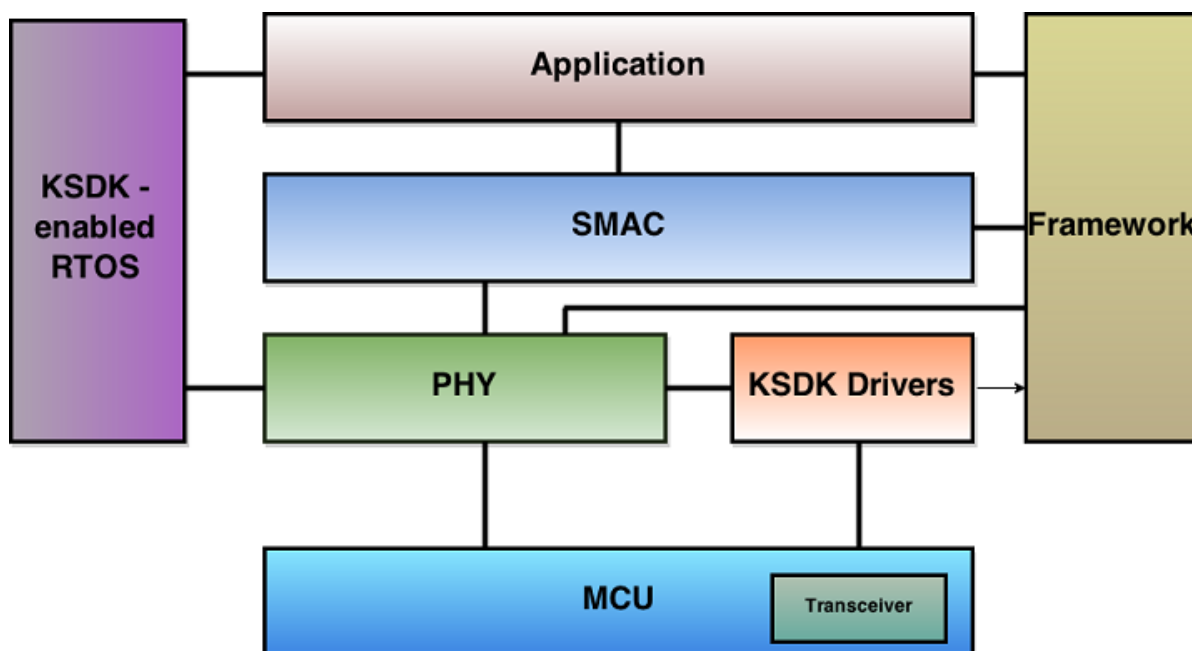 Application
KSDK -
enabled
RTOS
SMAC
Framework
PHY
KSDK Drivers
MCU
Transceiver